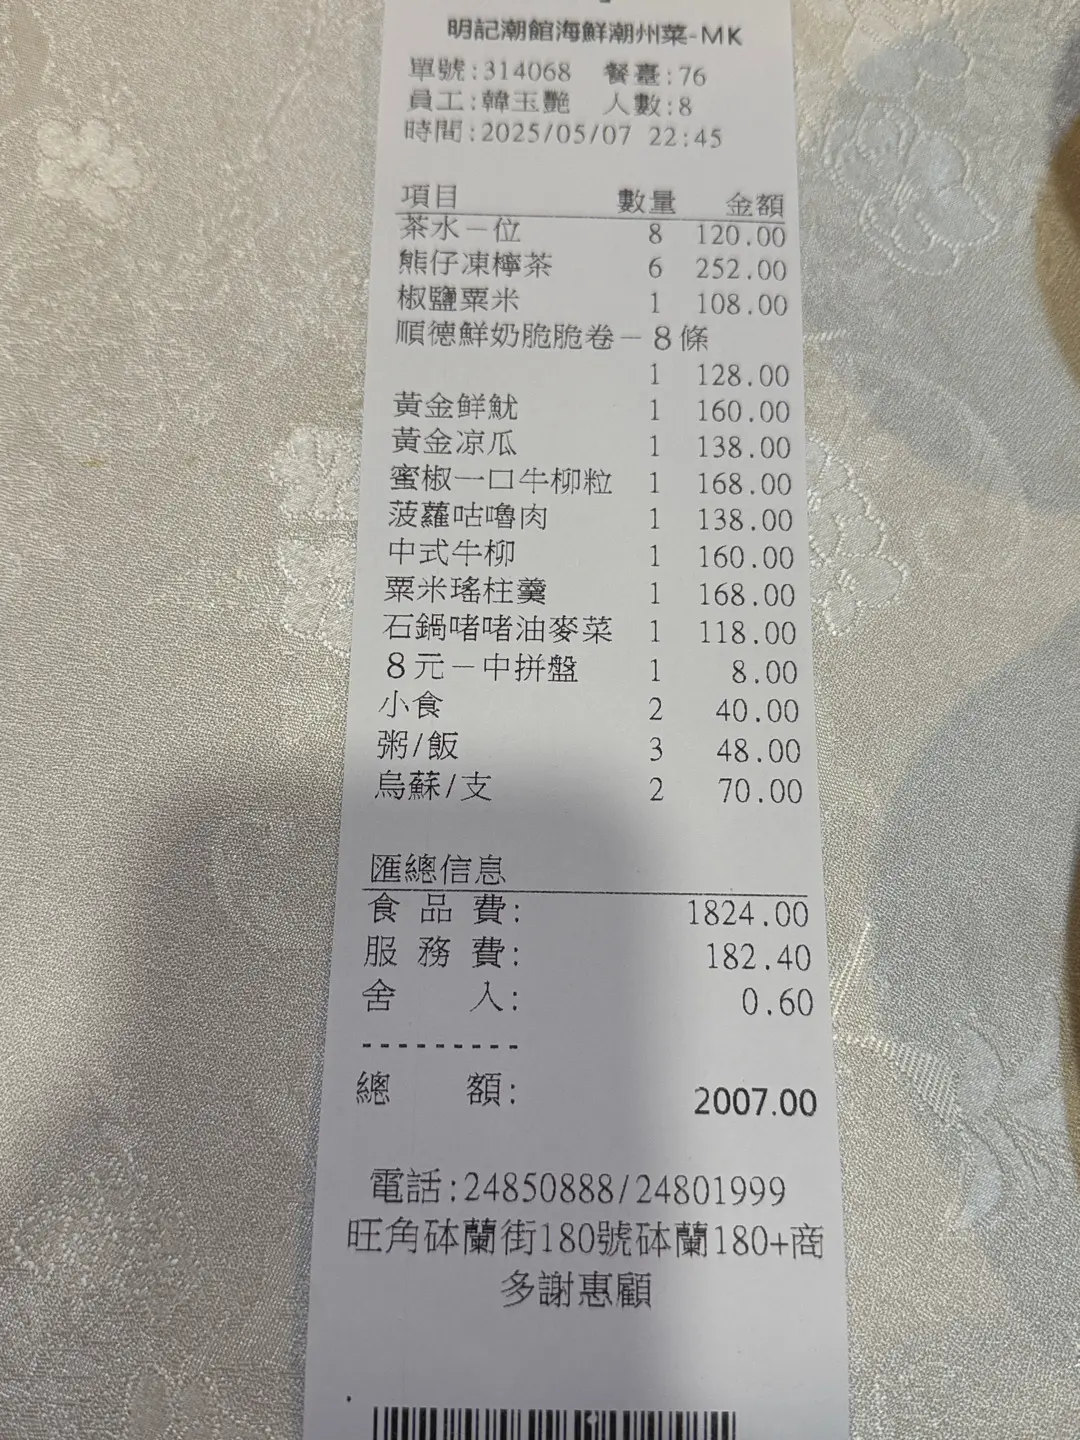 明記潮館海鮮潮州菜-MK
單號:314068 餐臺:76
員工:韓玉艷 人數:8
時間:2025/05/07 22:45
項目 數量 金額
茶水－位 8 120.00
熊仔凍檸茶 6 252.00
椒鹽粟米 1 108.00
順德鮮奶脆脆卷－８條
1 128.00
黃金鮮魷 1 160.00
黃金凉瓜 1 138.00
蜜椒一口牛柳粒 1 168.00
菠蘿咕嚕肉 1 138.00
中式牛柳 1 160.00
粟米瑤柱羹 1 168.00
石鍋啫啫油麥菜 1 118.00
８元－中拼盤 1 8.00
小食 2 40.00
粥/飯 3 48.00
烏蘇/支 2 70.00
匯總信息
食品費: 1824.00
服務費: 182.40
舍入: 0.60
---------
總額: 2007.00
電話:24850888/24801999
旺角砵蘭街180號砵蘭180+商
多謝惠顧